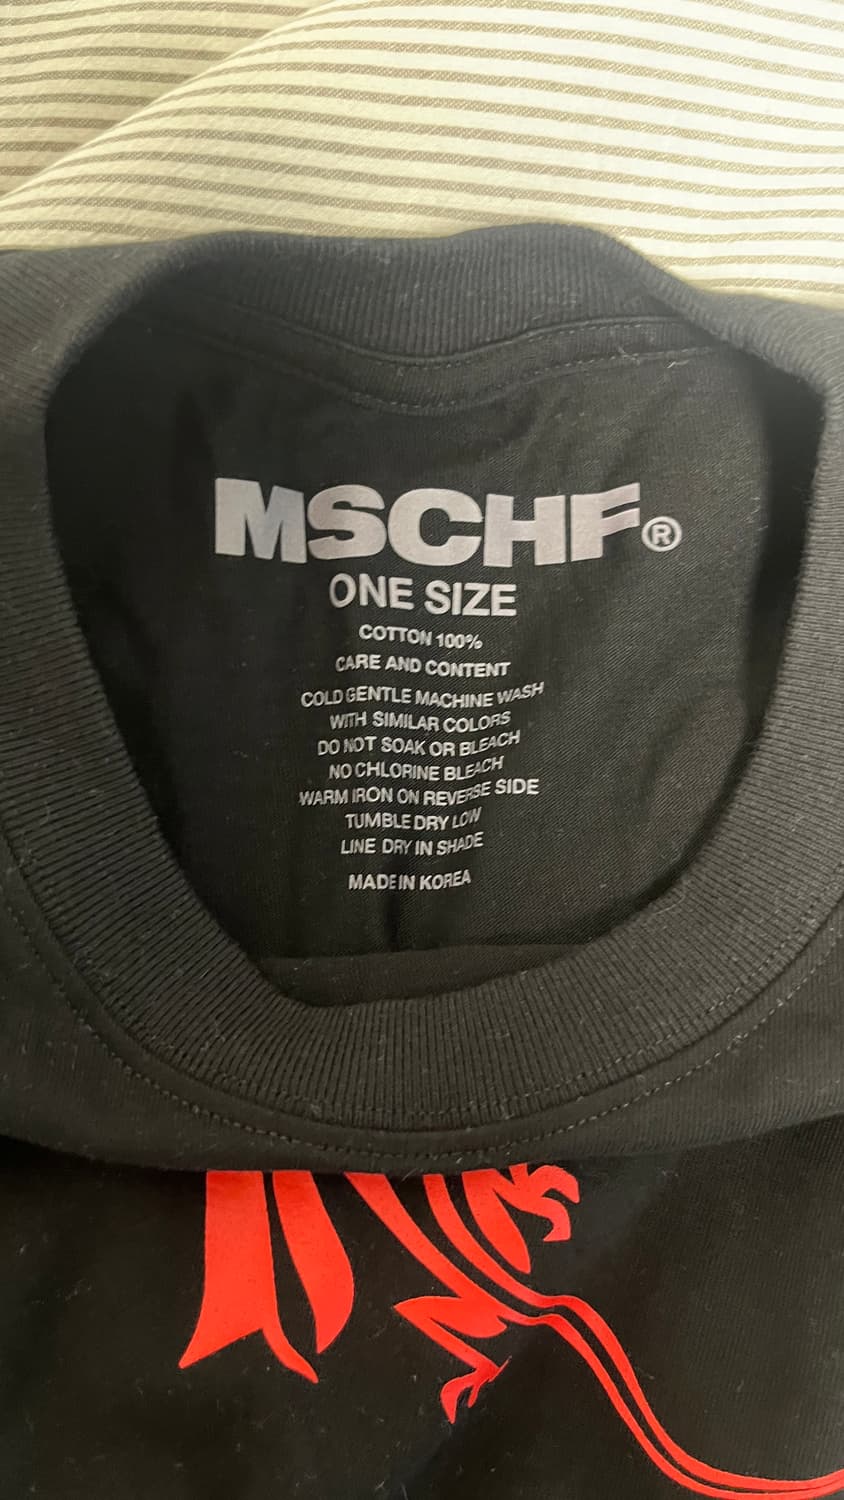 MSCHF®
ONE SIZE
COTTON 100%
CARE AND CONTENT
COLD GENTLE MACHINE WASH
WITH SIMILAR COLORS
DO NOT SOAK OR BLEACH
NO CHLORINE BLEACH
WARM IRON ON REVERSE SIDE
TUMBLE DRY LOW
LINE DRY IN SHADE
MADE IN KOREA